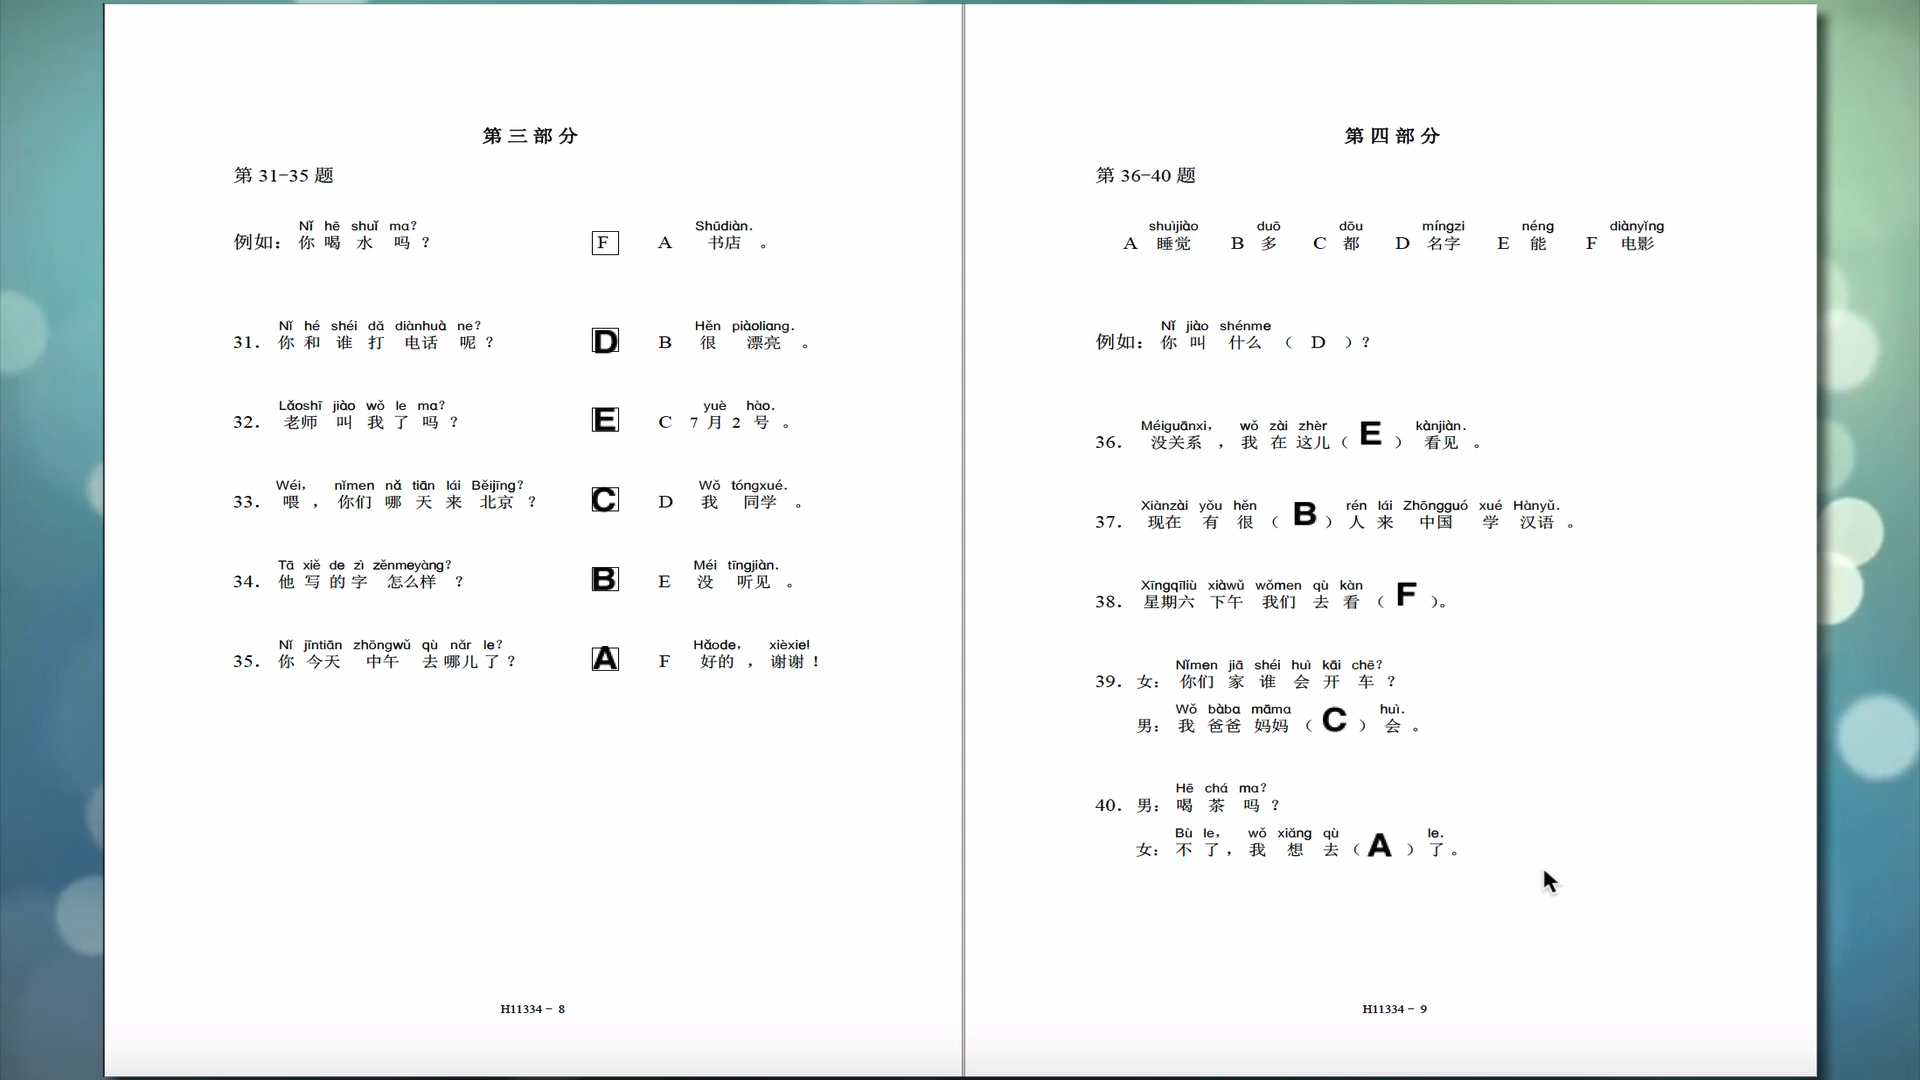 第三部分
第 31-35 题
Nǐ hē shuǐ ma?
例如： 你 喝 水 吗 ？ F
Shūdiàn.
A 书店 。
Nǐ hé shéi dǎ diànhuà ne?
31. 你 和 谁 打 电话 呢 ？ D
Hěn piàoliang.
B 很 漂亮 。
Lǎoshī jiào wǒ le ma?
32. 老师 叫 我 了 吗 ？ E
yuè hào.
C 7 月 2 号 。
Wéi, nǐmen nǎ tiān lái Běijīng?
33. 喂 ， 你们 哪 天 来 北京 ？ C
Wǒ tóngxué.
D 我 同学 。
Tā xiě de zì zěnmeyàng?
34. 他 写 的 字 怎么样 ？ B
Méi tīngjiàn.
E 没 听见 。
Nǐ jīntiān zhōngwǔ qù nǎr le?
35. 你 今天 中午 去 哪儿 了 ？ A
Hǎode, xièxie!
F 好的 ， 谢谢 ！
H11334 - 8
第四部分
第 36-40 题
shuìjiào duō dōu míngzi néng diànyǐng
A 睡觉 B 多 C 都 D 名字 E 能 F 电影
Nǐ jiào shénme
例如： 你 叫 什么 （ D ）？
Méiguānxi, wǒ zài zhèr kànjiàn.
36. 没关系 ， 我 在 这儿 （ E ） 看见 。
Xiànzài yǒu hěn rén lái Zhōngguó xué Hànyǔ.
37. 现在 有 很 （ B ） 人 来 中国 学 汉语 。
Xīngqīliù xiàwǔ wǒmen qù kàn
38. 星期六 下午 我们 去 看 （ F ）。
Nǐmen jiā shéi huì kāi chē?
39. 女： 你们 家 谁 会 开 车 ？
Wǒ bàba māma huì.
男： 我 爸爸 妈妈 （ C ） 会 。
Hē chá ma?
40. 男： 喝 茶 吗 ？
Bù le, wǒ xiǎng qù le.
女： 不 了 ， 我 想 去 （ A ） 了 。
H11334 - 9